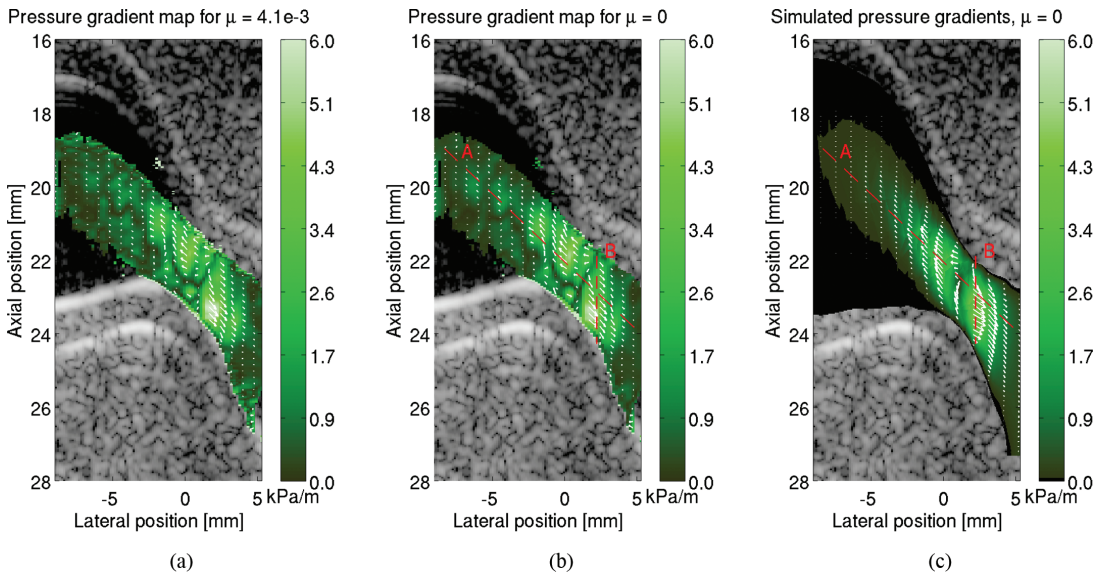 Pressure gradient map for μ = 4.1e-3
16
18
20
22
24
26
28
Axial position [mm]
-5
0
5
Lateral position [mm]
6.0
5.1
4.3
3.4
2.6
1.7
0.9
0.0
kPa/m
(a)
Pressure gradient map for μ = 0
16
18
20
22
24
26
28
Axial position [mm]
A
B
-5
0
5
Lateral position [mm]
6.0
5.1
4.3
3.4
2.6
1.7
0.9
0.0
kPa/m
(b)
Simulated pressure gradients, μ = 0
16
18
20
22
24
26
28
Axial position [mm]
A
B
-5
0
5
Lateral position [mm]
6.0
5.1
4.3
3.4
2.6
1.7
0.9
0.0
kPa/m
(c)